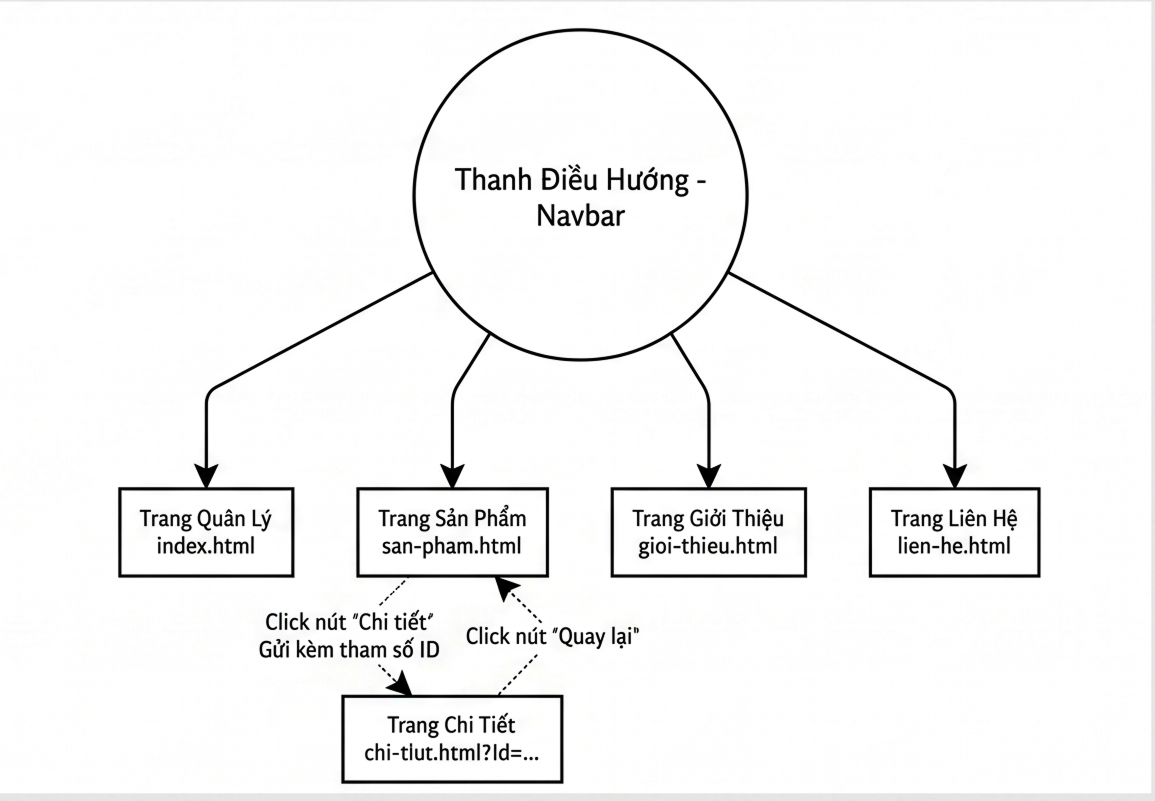 Thanh Điều Hướng -
Navbar
Trang Quân Lý
index.html
Trang Sản Phẩm
san-pham.html
Trang Giởi Thiệu
gioi-thieu.html
Trang Liên Hệ
lien-he.html
Click nút "Chi tiết"
Gửi kèm tham số ID
Click nút "Quay lại"
Trang Chi Tiết
chi-tlut.html?Id=...